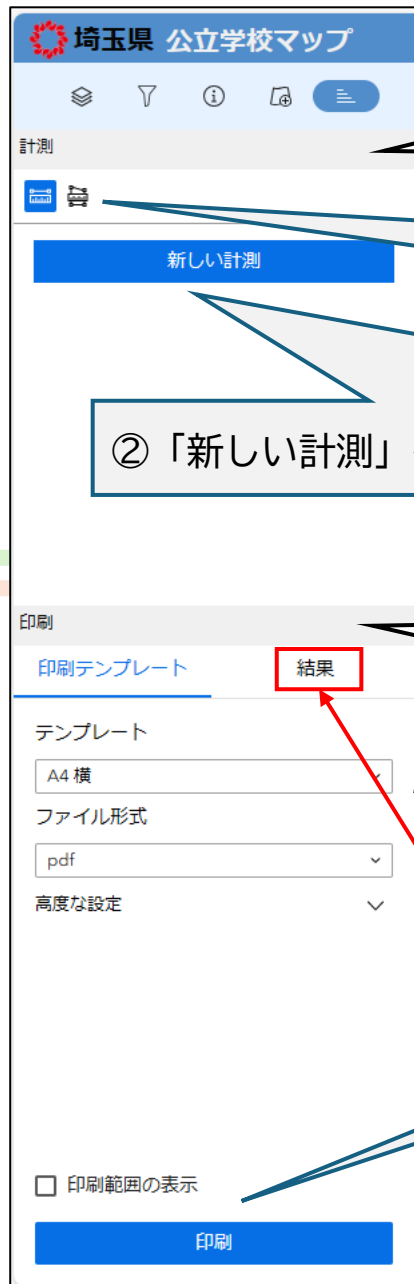 埼玉県 公立学校マップ
計測
新しい計測
②「新しい計測」
印刷
印刷テンプレート
結果
テンプレート
A4 横
ファイル形式
pdf
高度な設定
印刷範囲の表示
印刷